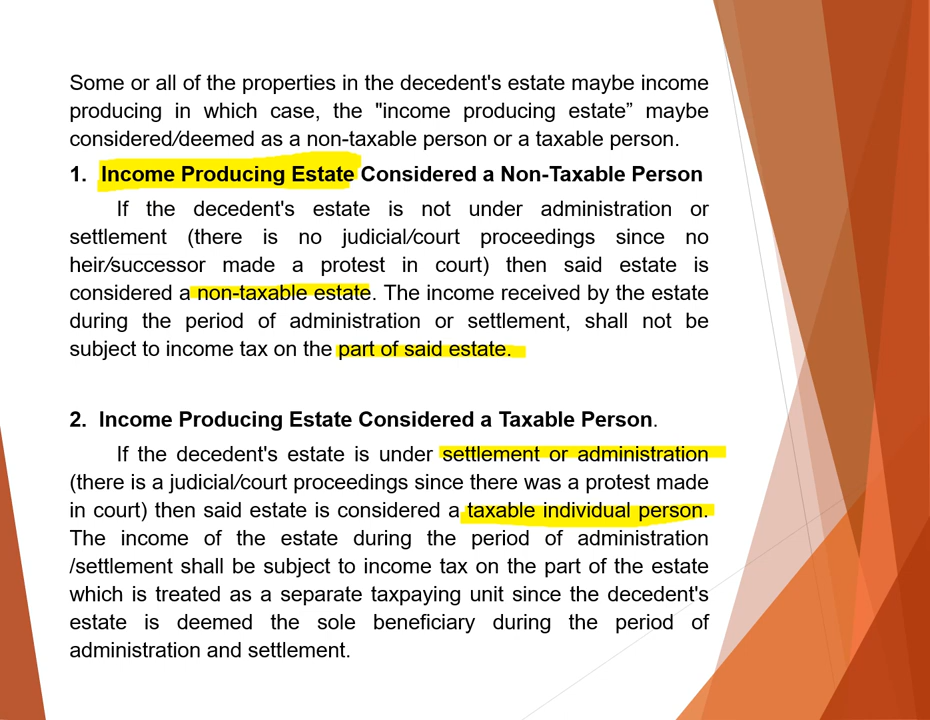 Some or all of the properties in the decedent's estate maybe income
producing in which case, the "income producing estate” maybe
considered/deemed as a non-taxable person or a taxable person.
1. Income Producing Estate Considered a Non-Taxable Person
If the decedent's estate is not under administration or
settlement (there is no judicial/court proceedings since no
heir/successor made a protest in court) then said estate is
considered a non-taxable estate. The income received by the estate
during the period of administration or settlement, shall not be
subject to income tax on the part of said estate.
2. Income Producing Estate Considered a Taxable Person.
If the decedent's estate is under settlement or administration
(there is a judicial/court proceedings since there was a protest made
in court) then said estate is considered a taxable individual person.
The income of the estate during the period of administration
/settlement shall be subject to income tax on the part of the estate
which is treated as a separate taxpaying unit since the decedent's
estate is deemed the sole beneficiary during the period of
administration and settlement.